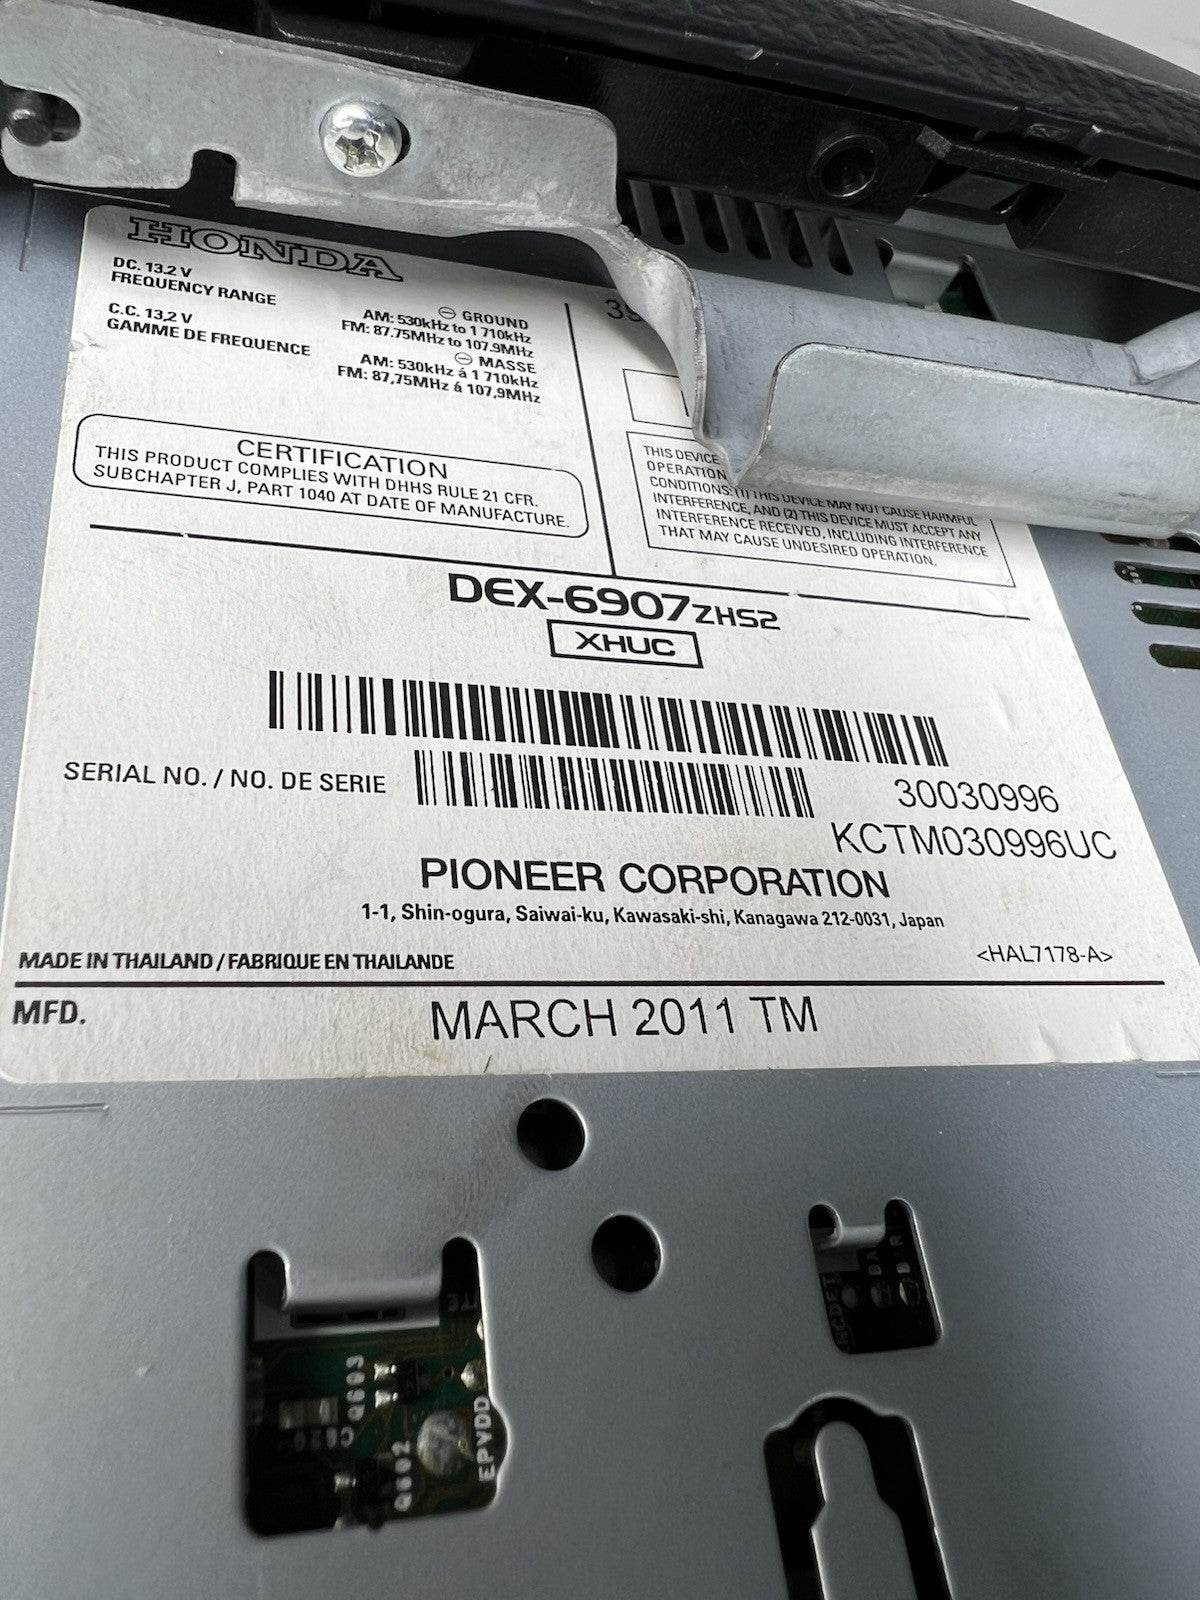 HONDA
DC. 13.2 V
FREQUENCY RANGE
⊖ GROUND
AM: 530kHz to 1 710kHz
FM: 87.75MHz to 107.9MHz
C.C. 13,2 V
GAMME DE FREQUENCE
⊖ MASSE
AM: 530kHz á 1 710kHz
FM: 87,75MHz á 107,9MHz
CERTIFICATION
THIS PRODUCT COMPLIES WITH DHHS RULE 21 CFR.
SUBCHAPTER J, PART 1040 AT DATE OF MANUFACTURE.
THIS DEVICE
OPERATION
CONDITIONS: (1) THIS DEVICE MAY NOT CAUSE HARMFUL
INTERFERENCE, AND (2) THIS DEVICE MUST ACCEPT ANY
INTERFERENCE RECEIVED, INCLUDING INTERFERENCE
THAT MAY CAUSE UNDESIRED OPERATION.
DEX-6907ZHS2
XHUC
SERIAL NO. / NO. DE SERIE
30030996
KCTM030996UC
PIONEER CORPORATION
1-1, Shin-ogura, Saiwai-ku, Kawasaki-shi, Kanagawa 212-0031, Japan
MADE IN THAILAND / FABRIQUE EN THAILANDE
<HAL7178-A>
MFD.
MARCH 2011 TM
Q603
C620
Q602
EPVDD